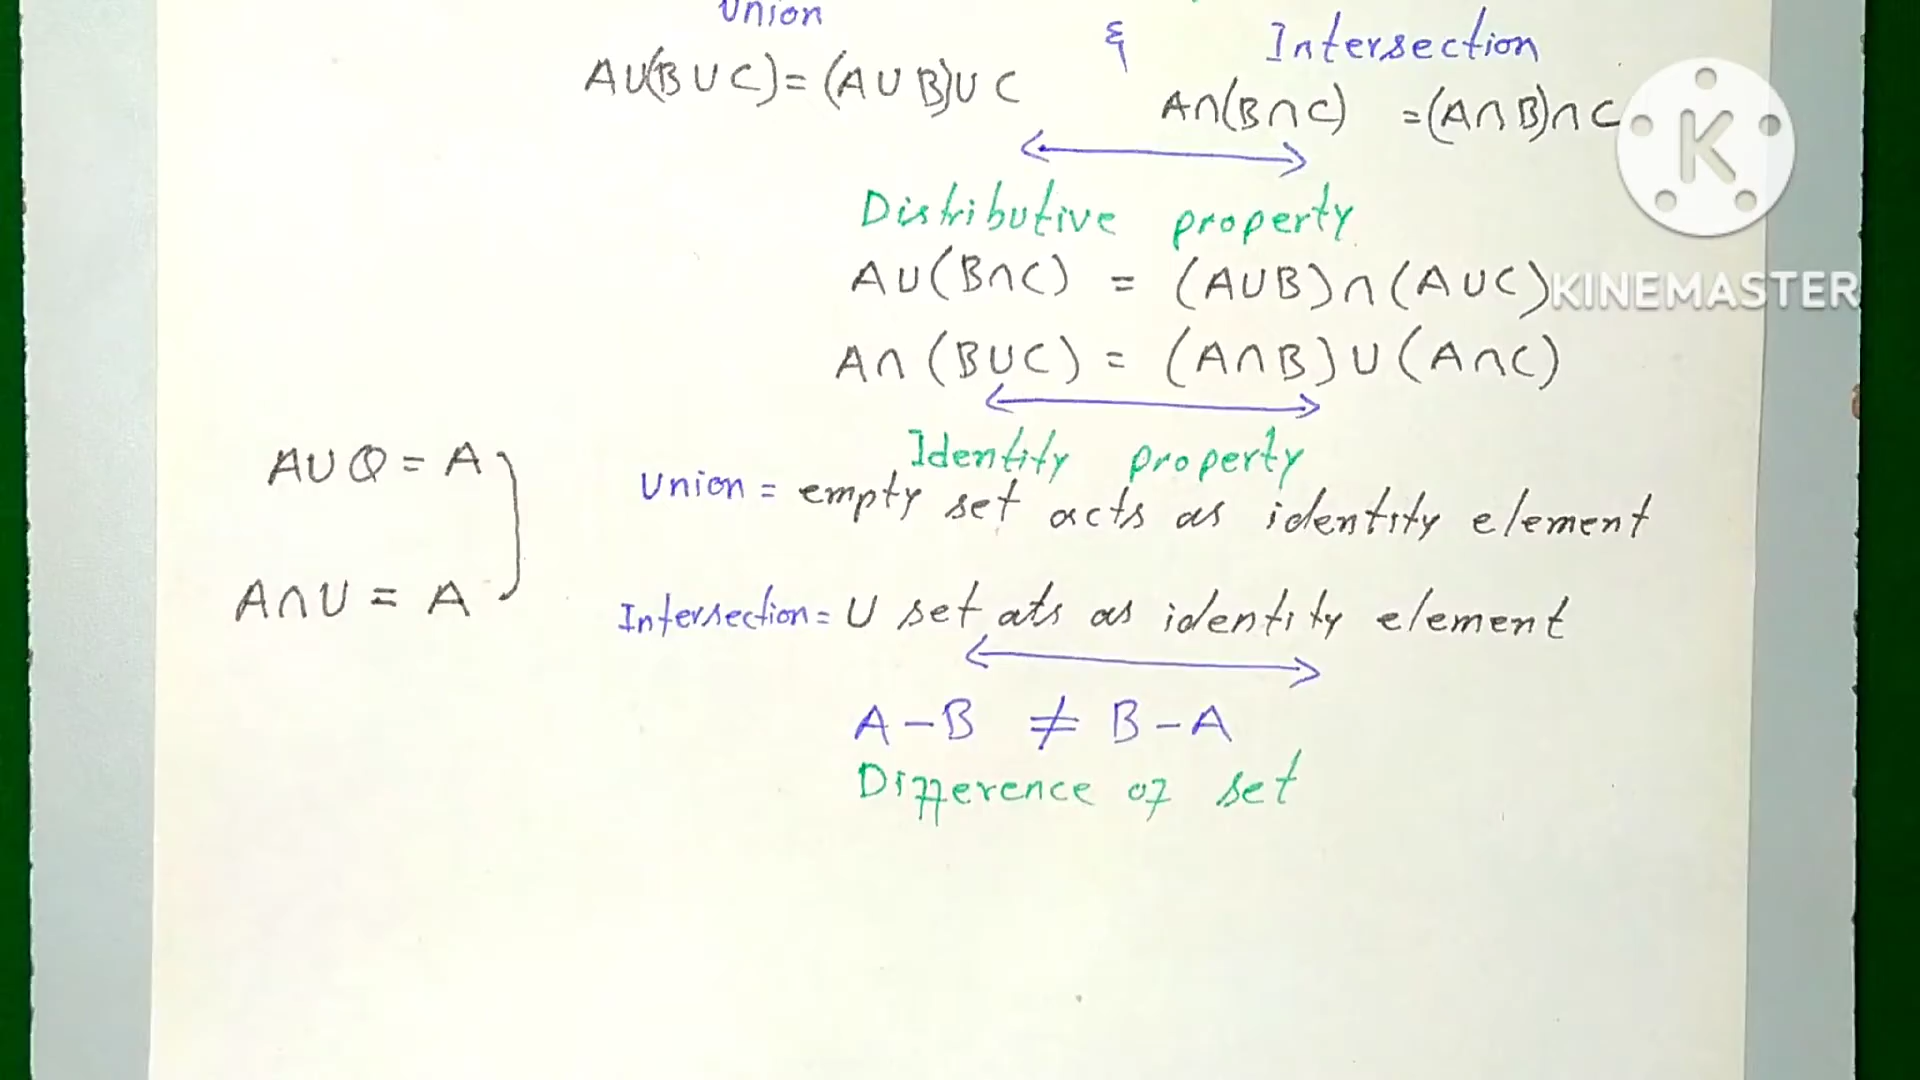 Union
& Intersection
A∪(B∪C)=(A∪B)∪C
A∩(B∩C) =(A∩B)∩C
Distributive property
A∪(B∩C) = (A∪B)∩(A∪C)
A∩(B∪C) = (A∩B)∪(A∩C)
Identity property
A∪Ø = A
Union = empty set acts as identity element
A∩U = A
Intersection = U set ats as identity element
A-B ≠ B-A
Difference of set
K
KINEMASTER